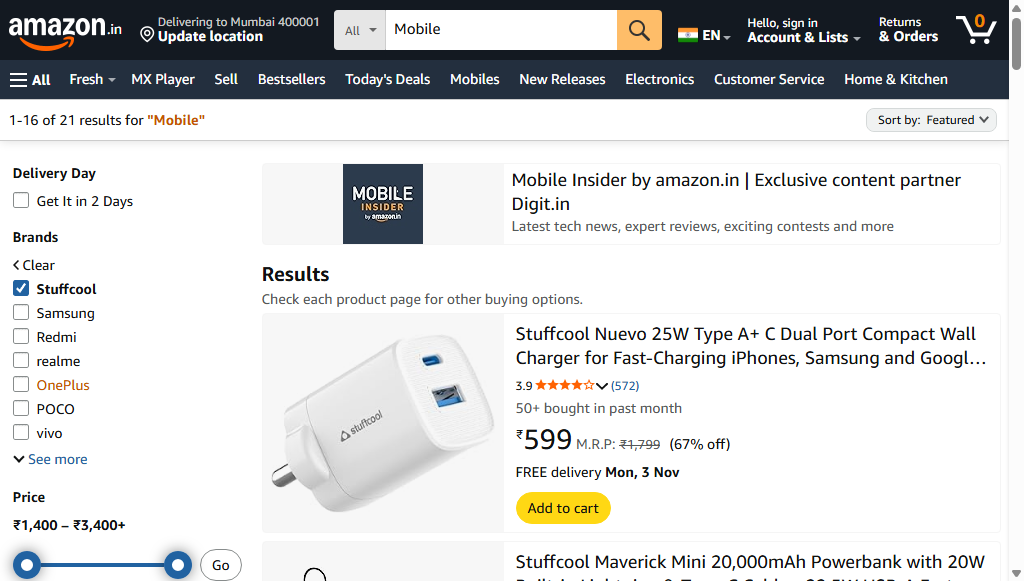 amazon.in
Delivering to Mumbai 400001
Update location
All
Mobile
EN
Hello, sign in
Account & Lists
Returns
& Orders
0
All
Fresh
MX Player
Sell
Bestsellers
Today's Deals
Mobiles
New Releases
Electronics
Customer Service
Home & Kitchen
1-16 of 21 results for "Mobile"
Sort by: Featured
Delivery Day
Get It in 2 Days
Brands
Clear
Stuffcool
Samsung
Redmi
realme
OnePlus
POCO
vivo
See more
Price
₹1,400 – ₹3,400+
Go
MOBILE
INSIDER
by amazon.in
Mobile Insider by amazon.in | Exclusive content partner
Digit.in
Latest tech news, expert reviews, exciting contests and more
Results
Check each product page for other buying options.
stuffcool
Stuffcool Nuevo 25W Type A+ C Dual Port Compact Wall
Charger for Fast-Charging iPhones, Samsung and Googl…
3.9 (572)
50+ bought in past month
₹599 M.R.P: ₹1,799 (67% off)
FREE delivery Mon, 3 Nov
Add to cart
Stuffcool Maverick Mini 20,000mAh Powerbank with 20W